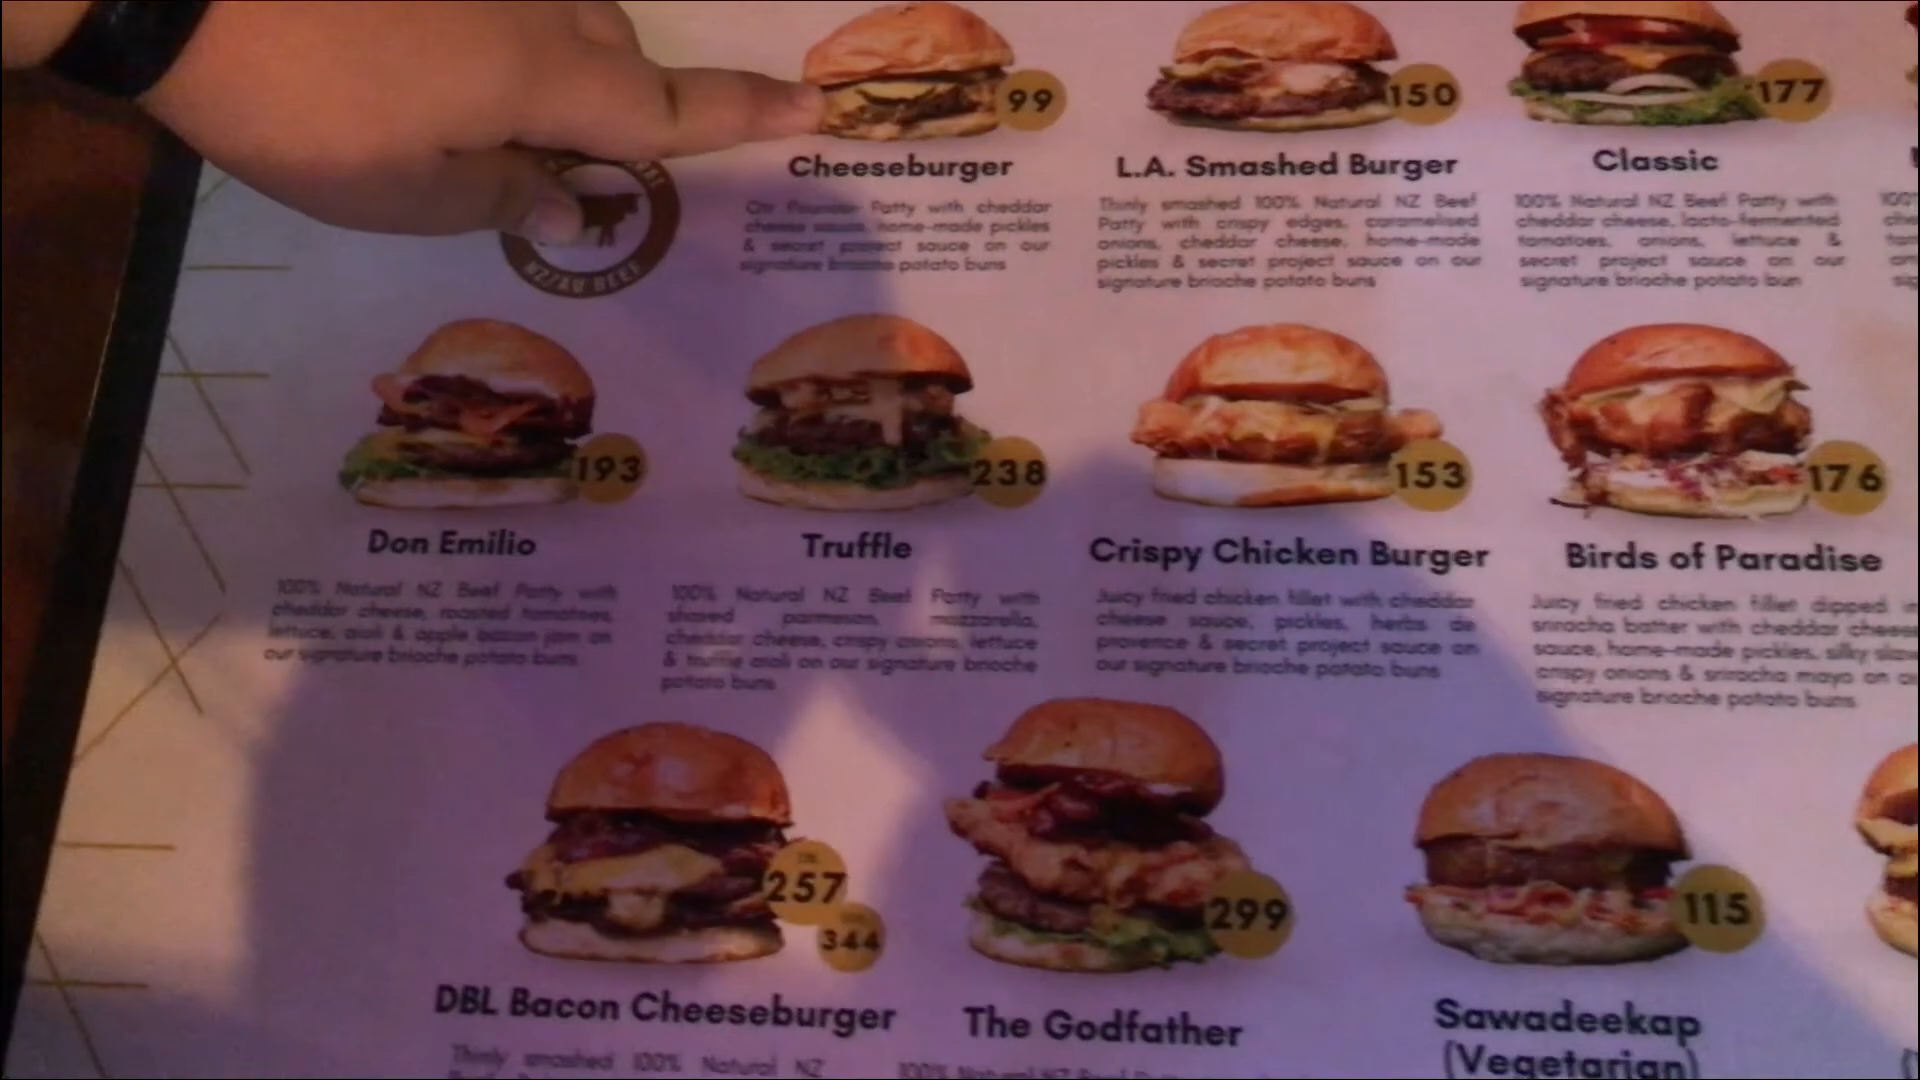 99
150
177
Cheeseburger
L.A. Smashed Burger
Classic
Qtr Pounder Patty with cheddar
cheese sauce, home-made pickles
& secret project sauce on our
signature brioche potato buns
Thinly smashed 100% Natural NZ Beef
Patty with crispy edges, caramelised
onions, cheddar cheese, home-made
pickles & secret project sauce on our
signature brioche potato buns
100% Natural NZ Beef Patty with
cheddar cheese, lacto-fermented
tomatoes, onions, lettuce &
secret project sauce on our
signature brioche potato bun
NZ/AU BEEF
193
238
153
176
Don Emilio
Truffle
Crispy Chicken Burger
Birds of Paradise
100% Natural NZ Beef Patty with
cheddar cheese, roasted tomatoes,
lettuce, aioli & apple bacon jam on
our signature brioche potato buns
100% Natural NZ Beef Patty with
shaved parmesan, mozzarella,
cheddar cheese, crispy onions, lettuce
& truffle aioli on our signature brioche
potato buns
Juicy fried chicken fillet with cheddar
cheese sauce, pickles, herbs de
provence & secret project sauce on
our signature brioche potato buns
Juicy fried chicken fillet dipped in
sriracha batter with cheddar cheese
sauce, home-made pickles, silky slaw
crispy onions & sriracha mayo on
signature brioche potato buns
257
344
299
115
DBL Bacon Cheeseburger
The Godfather
Sawadeekap
(Vegetarian)
Thinly smashed 100% Natural NZ
100% Natural NZ Beef